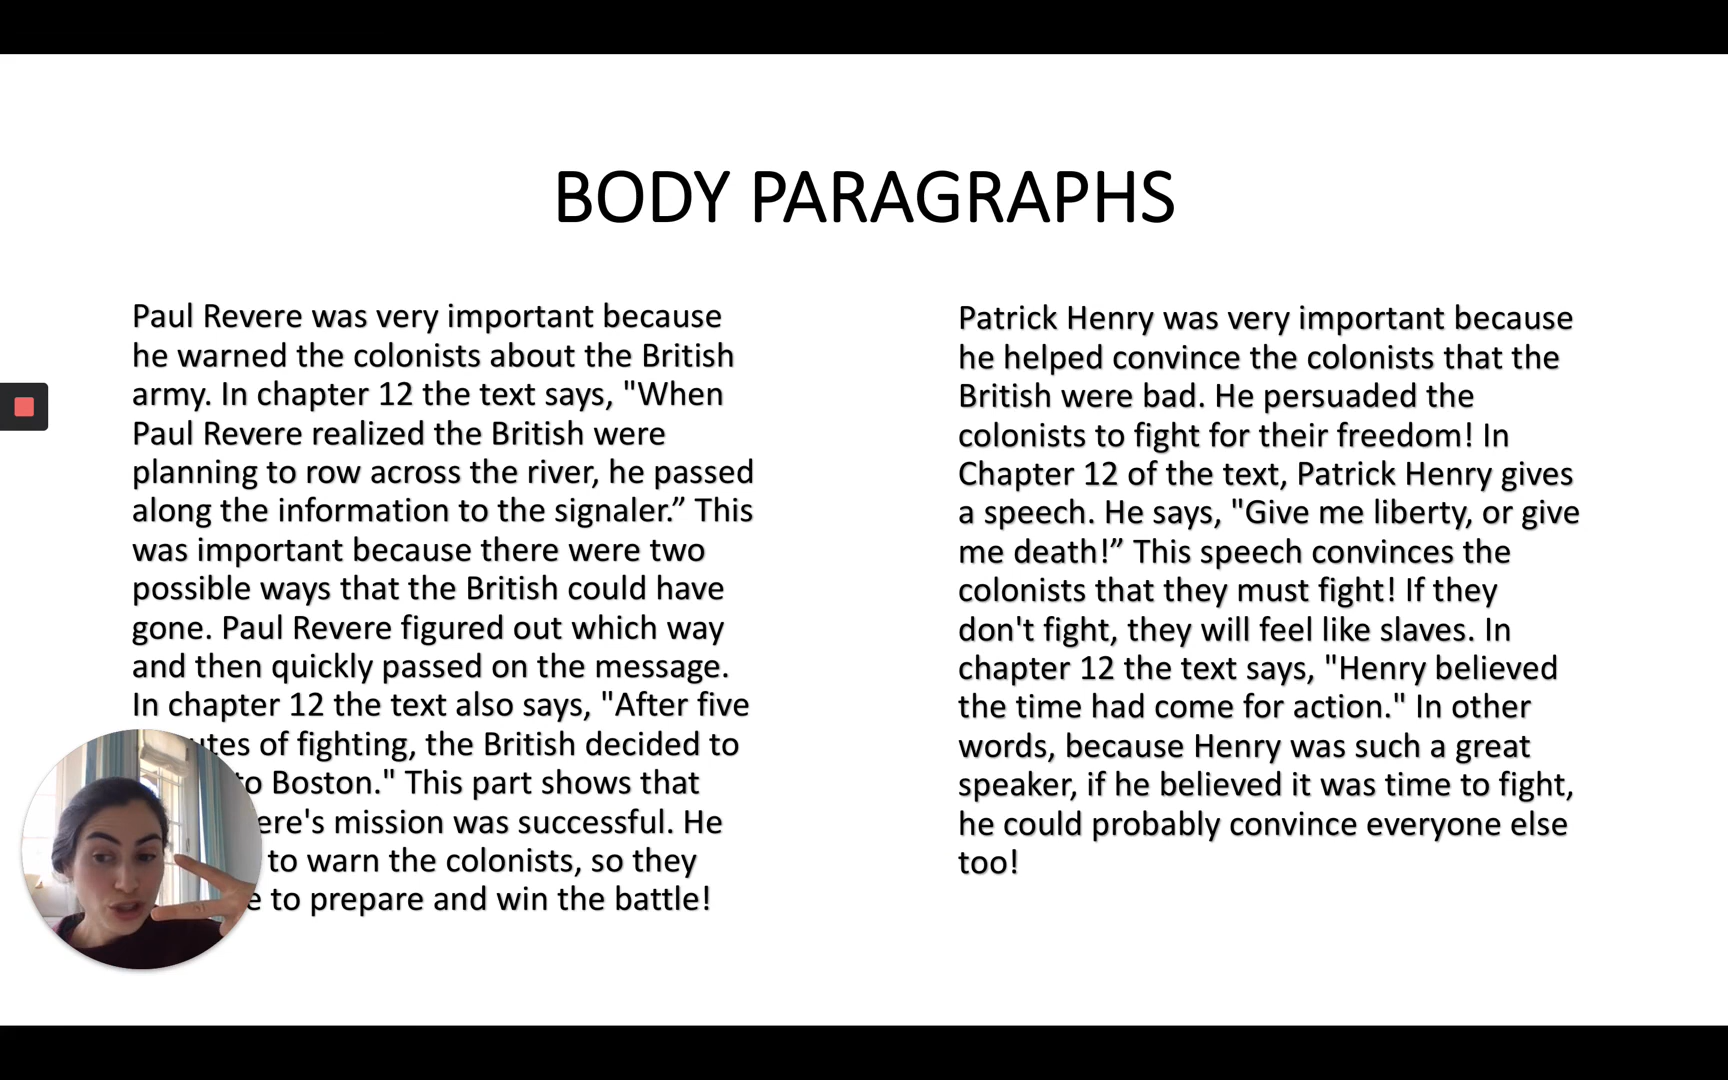 BODY PARAGRAPHS
Paul Revere was very important because
he warned the colonists about the British
army. In chapter 12 the text says, "When
Paul Revere realized the British were
planning to row across the river, he passed
along the information to the signaler.” This
was important because there were two
possible ways that the British could have
gone. Paul Revere figured out which way
and then quickly passed on the message.
In chapter 12 the text also says, "After five
of fighting, the British decided to
Boston." This part shows that
mission was successful. He
to warn the colonists, so they
to prepare and win the battle!
Patrick Henry was very important because
he helped convince the colonists that the
British were bad. He persuaded the
colonists to fight for their freedom! In
Chapter 12 of the text, Patrick Henry gives
a speech. He says, "Give me liberty, or give
me death!” This speech convinces the
colonists that they must fight! If they
don't fight, they will feel like slaves. In
chapter 12 the text says, "Henry believed
the time had come for action." In other
words, because Henry was such a great
speaker, if he believed it was time to fight,
he could probably convince everyone else
too!